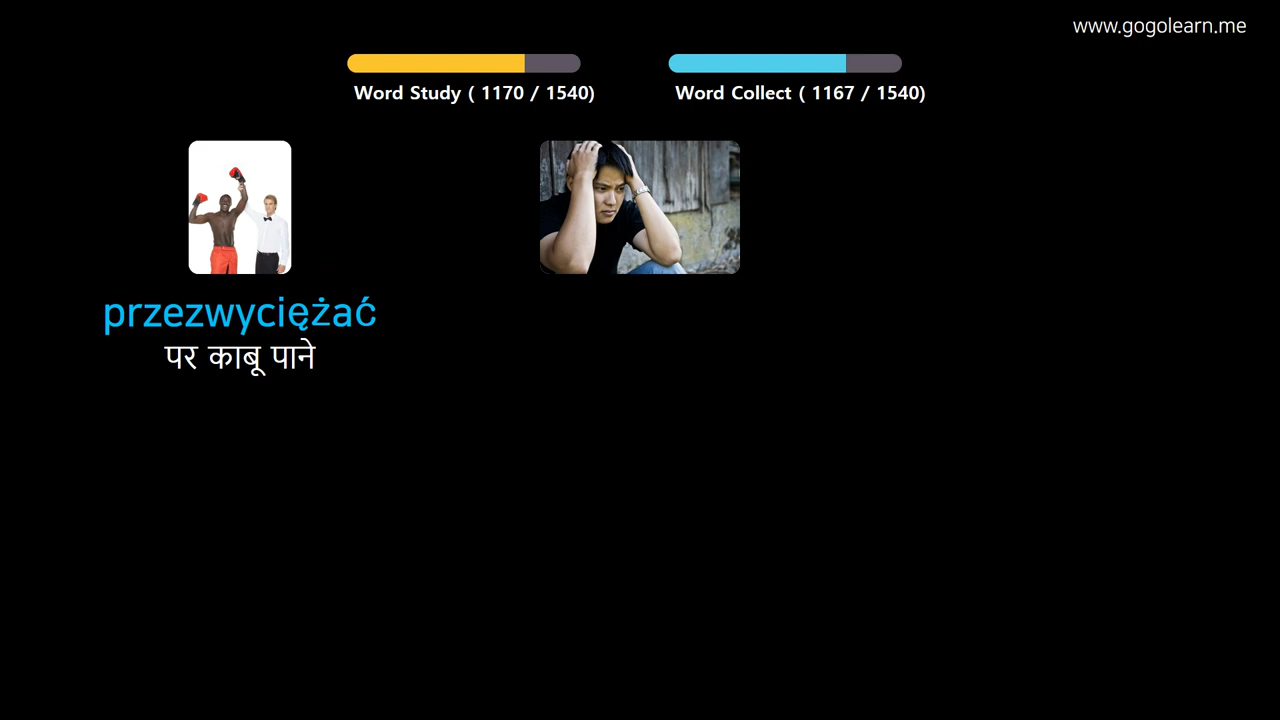 www.gogolearn.me
Word Study ( 1170 / 1540)
Word Collect ( 1167 / 1540)
przezwyciężać
पर काबू पाने